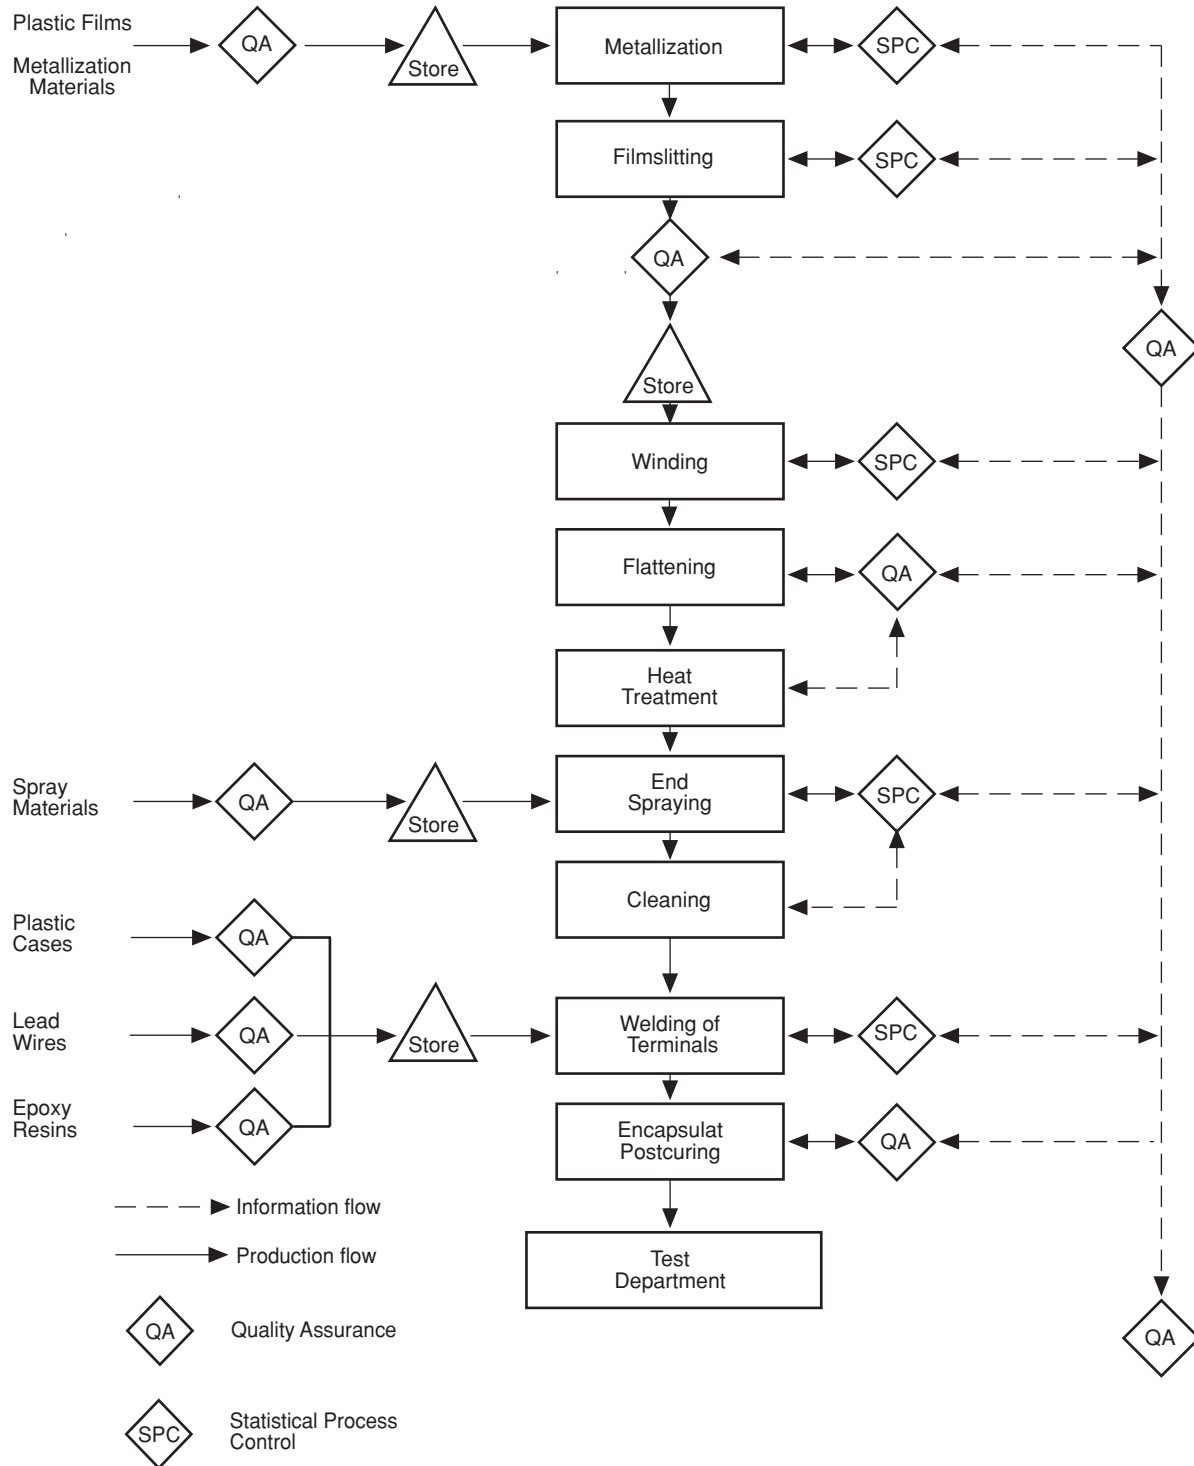 Plastic Films
Metallization
Materials
QA
Store
Metallization
SPC
Filmslitting
SPC
QA
QA
Store
Winding
SPC
Flattening
QA
Heat
Treatment
Spray
Materials
QA
Store
End
Spraying
SPC
Cleaning
Plastic
Cases
QA
Lead
Wires
QA
Store
Welding of
Terminals
SPC
Epoxy
Resins
QA
Encapsulat
Postcuring
QA
Information flow
Production flow
Test
Department
QA
Quality Assurance
QA
SPC
Statistical Process
Control